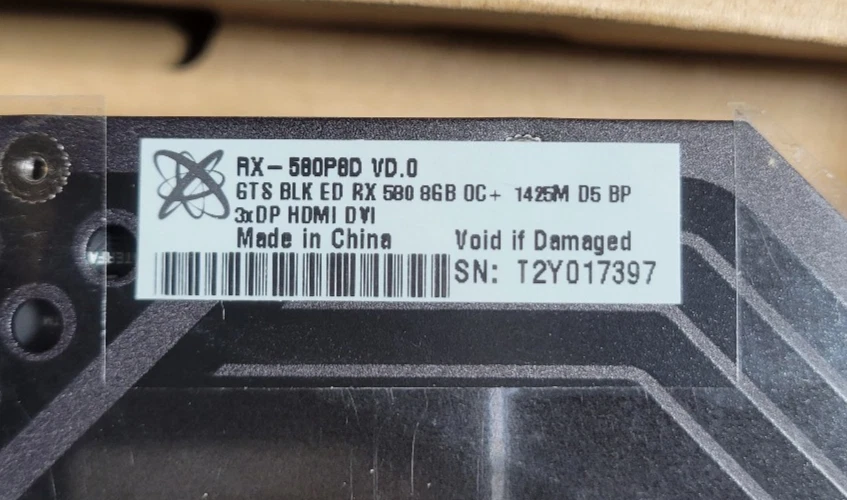 RX-580P8D VD.0
GTS BLK ED RX 580 8GB OC+ 1425M D5 BP
3xDP HDMI DVI
Made in China
Void if Damaged
SN: T2Y017397